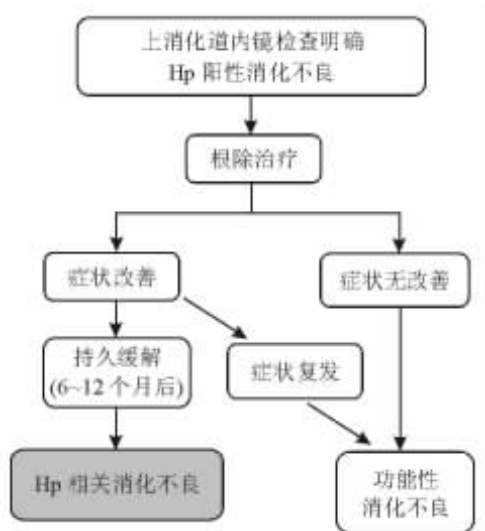 上消化道内镜检查明确
Hp 阳性消化不良
根除治疗
症状改善
症状无改善
持久缓解
(6~12 个月后)
症状复发
Hp 相关消化不良
功能性
消化不良